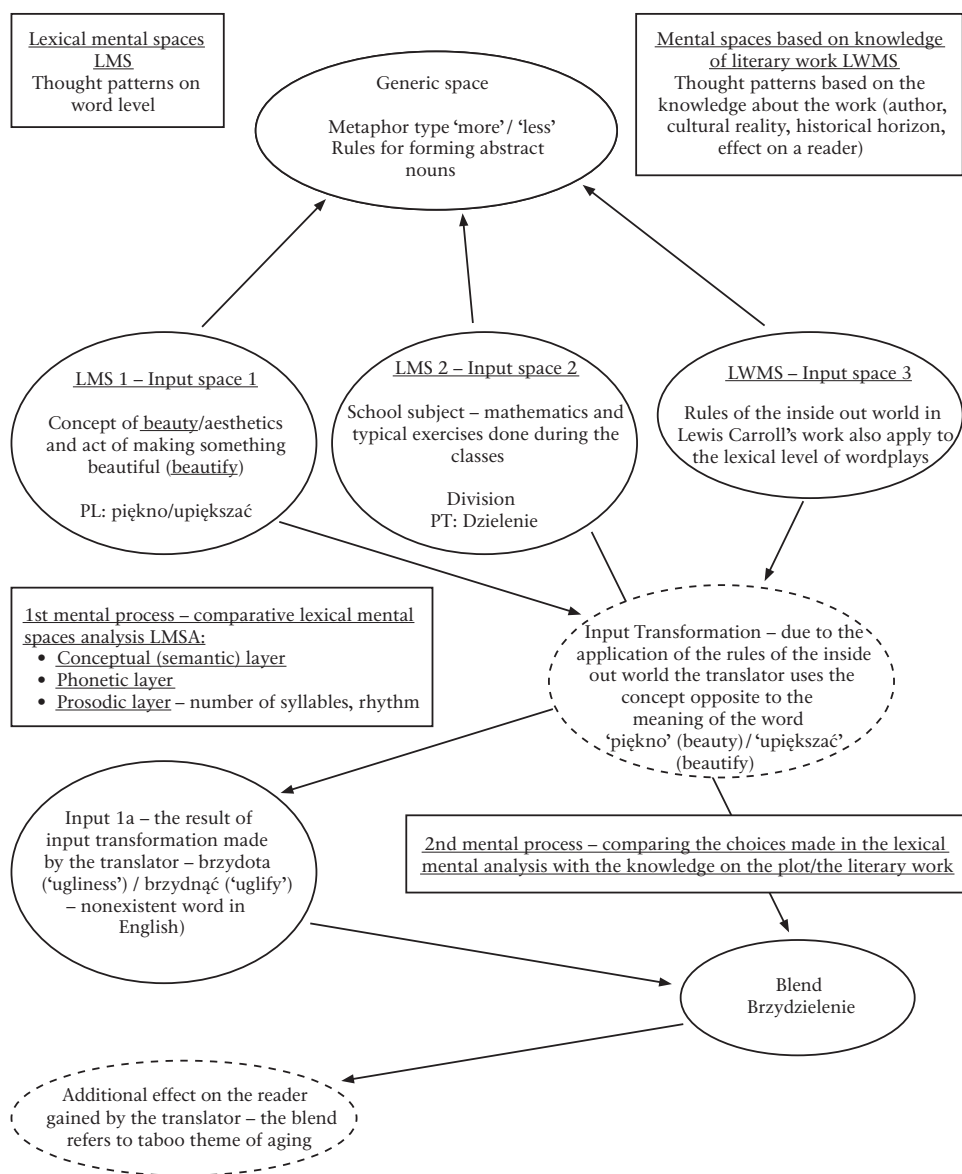 Lexical mental spaces
LMS
Thought patterns on
word level
Generic space
Metaphor type ‘more’/ ‘less’
Rules for forming abstract
nouns
Mental spaces based on knowledge
of literary work LWMS
Thought patterns based on the
knowledge about the work (author,
cultural reality, historical horizon,
effect on a reader)
LMS 1 – Input space 1
Concept of beauty/aesthetics
and act of making something
beautiful (beautify)
PL: piękno/upiększać
LMS 2 – Input space 2
School subject – mathematics and
typical exercises done during the
classes
Division
PT: Dzielenie
LWMS – Input space 3
Rules of the inside out world in
Lewis Carroll’s work also apply to
the lexical level of wordplays
1st mental process – comparative lexical mental
spaces analysis LMSA:
• Conceptual (semantic) layer
• Phonetic layer
• Prosodic layer – number of syllables, rhythm
Input Transformation – due to the
application of the rules of the inside
out world the translator uses the
concept opposite to the
meaning of the word
‘piękno’ (beauty)/ ‘upiększać’
(beautify)
Input 1a – the result of
input transformation made
by the translator – brzydota
(‘ugliness’) / brzydnąć (‘uglify’)
– nonexistent word in
English)
2nd mental process – comparing the choices made in the lexical
mental analysis with the knowledge on the plot/the literary work
Blend
Brzydzielenie
Additional effect on the reader
gained by the translator – the blend
refers to taboo theme of aging